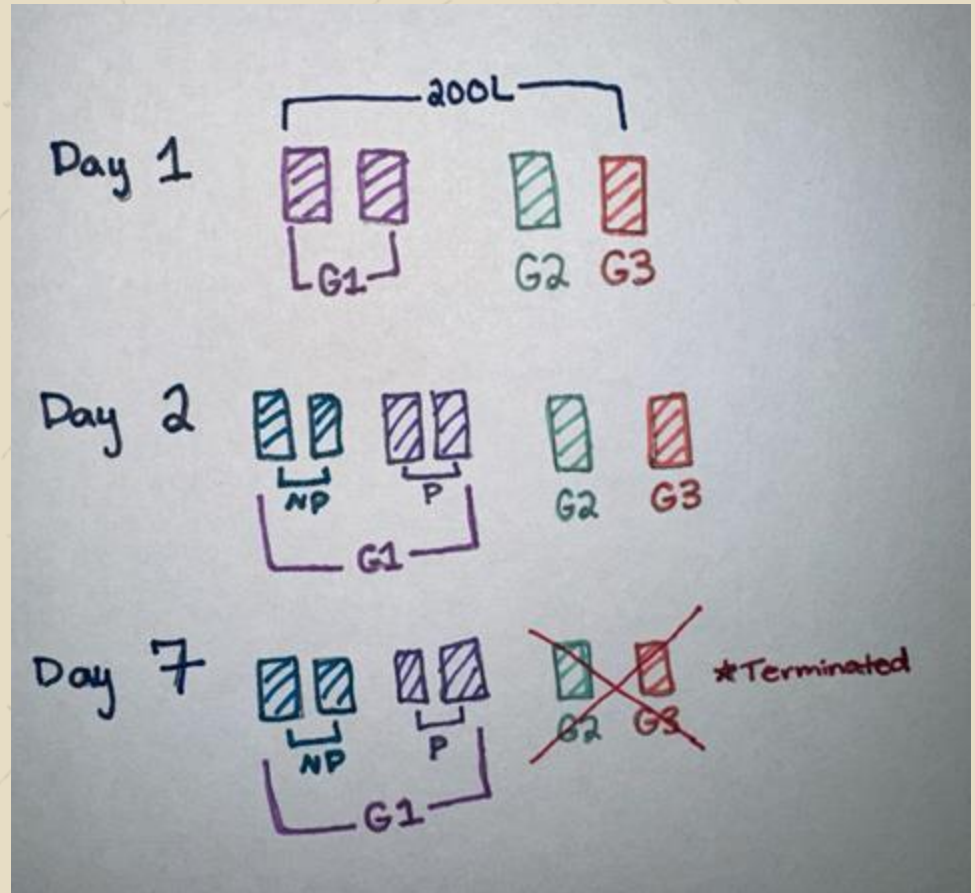 200L
Day 1
G1
G2 G3
Day 2
NP P
G2 G3
G1
Day 7
*Terminated
NP P
G2 G3
G1